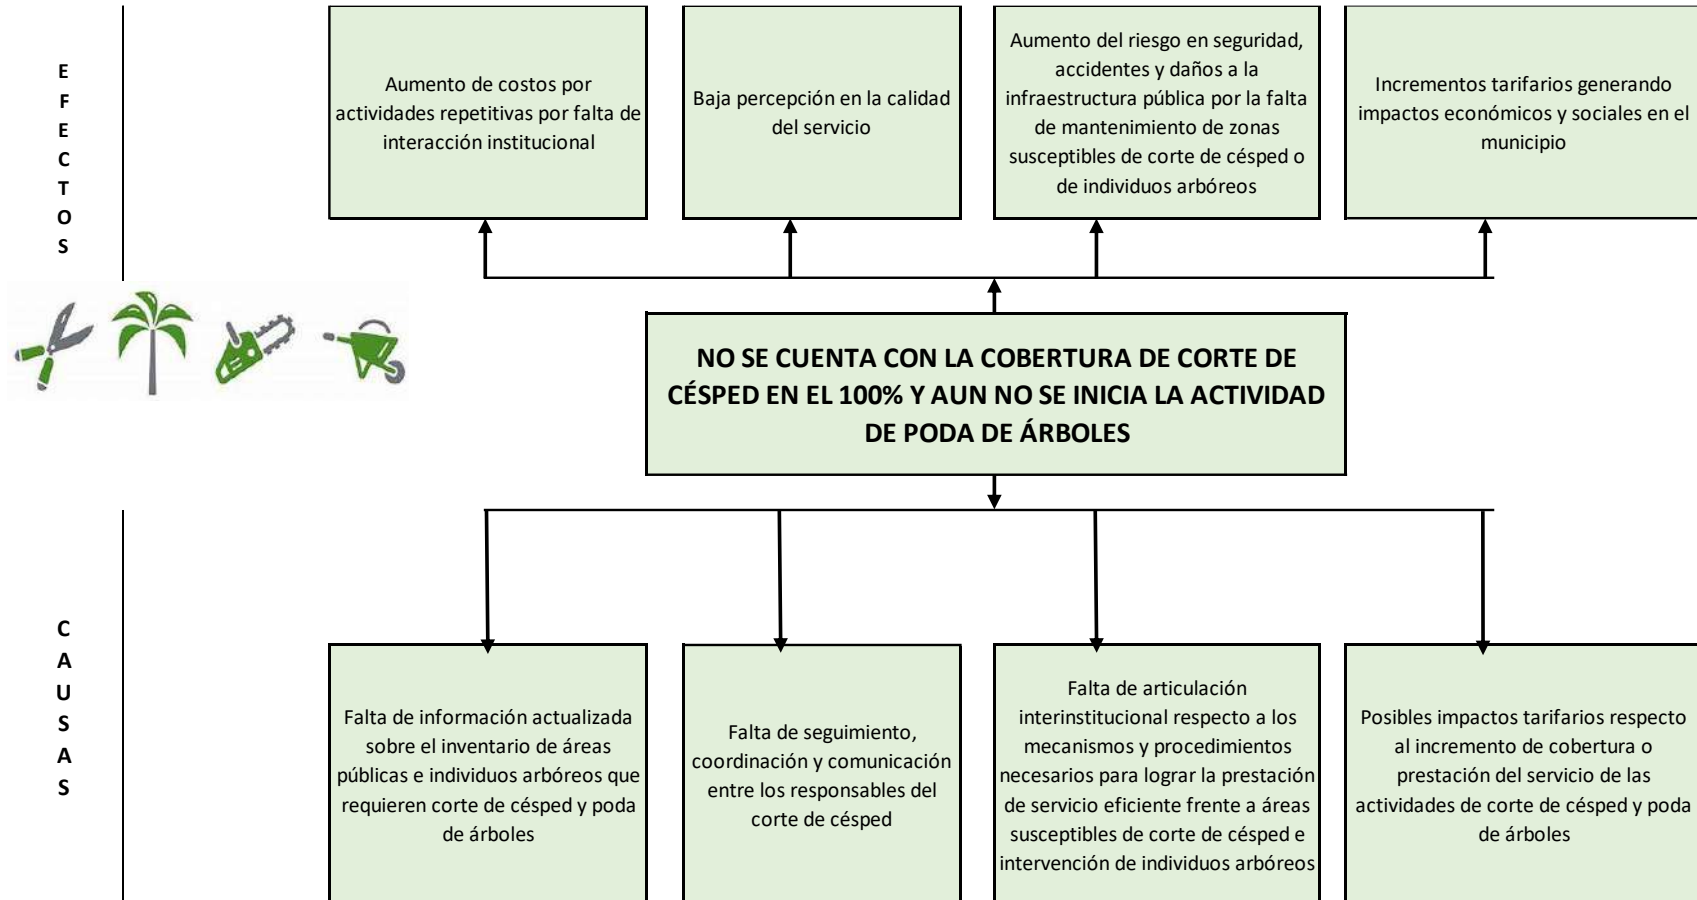 EFECTOS
Aumento de costos por
actividades repetitivas por falta de
interacción institucional
Baja percepción en la calidad
del servicio
Aumento del riesgo en seguridad,
accidentes y daños a la
infraestructura pública por la falta
de mantenimiento de zonas
susceptibles de corte de césped o
de individuos arbóreos
Incrementos tarifarios generando
impactos económicos y sociales en el
municipio
NO SE CUENTA CON LA COBERTURA DE CORTE DE
CÉSPED EN EL 100% Y AUN NO SE INICIA LA ACTIVIDAD
DE PODA DE ÁRBOLES
CAUSAS
Falta de información actualizada
sobre el inventario de áreas
públicas e individuos arbóreos que
requieren corte de césped y poda
de árboles
Falta de seguimiento,
coordinación y comunicación
entre los responsables del
corte de césped
Falta de articulación
interinstitucional respecto a los
mecanismos y procedimientos
necesarios para lograr la prestación
de servicio eficiente frente a áreas
susceptibles de corte de césped e
intervención de individuos arbóreos
Posibles impactos tarifarios respecto
al incremento de cobertura o
prestación del servicio de las
actividades de corte de césped y poda
de árboles